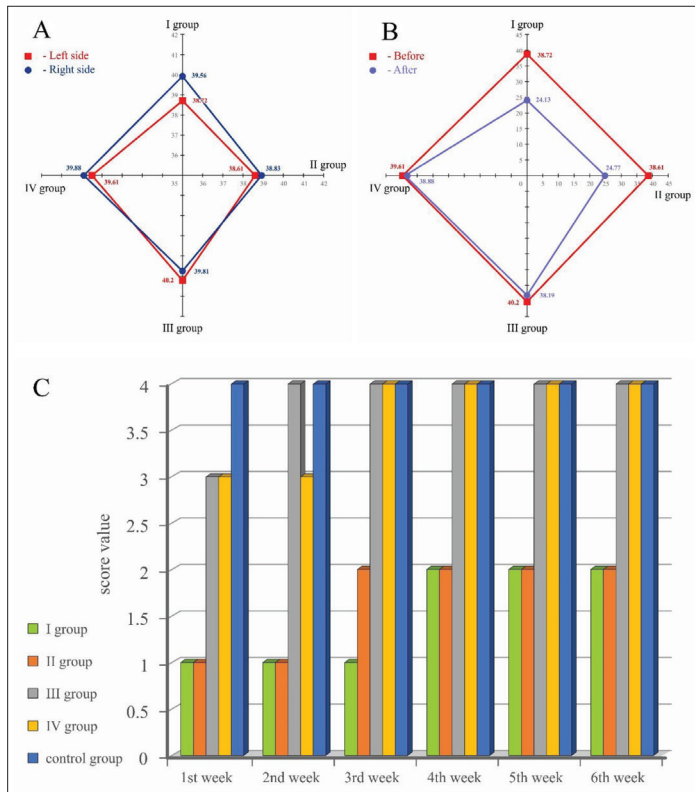 A
I group
- Left side
- Right side
42
41
40
39
38
37
36
39.56
38.72
39.88
39.61
IV group
38.61
38.83
II group
35 36 37 38 39 40 41 42
40.2
39.81
III group
B
I group
- Before
- After
45
40
35
30
25
20
15
10
5
0
38.72
24.13
39.61
38.88
IV group
24.77
38.61
II group
5 10 15 20 25 30 35 40 45
40.2
38.19
III group
C
score value
4
3.5
3
2.5
2
1.5
1
0.5
0
I group
II group
III group
IV group
control group
1st week 2nd week 3rd week 4th week 5th week 6th week